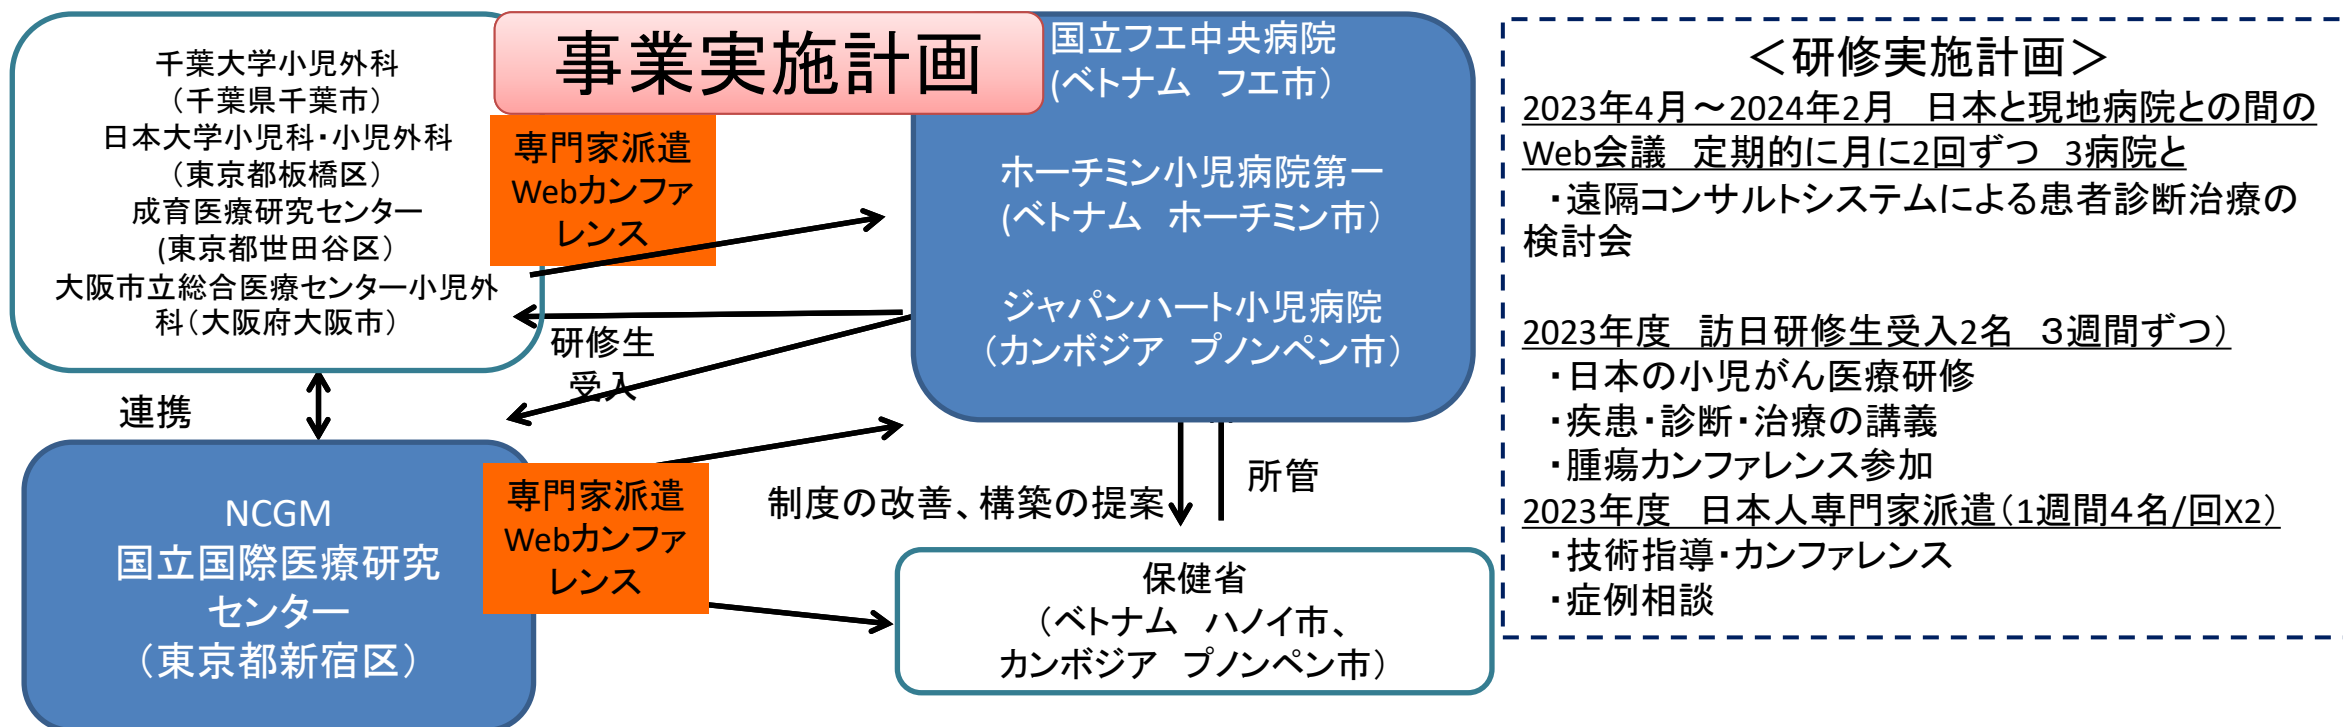 事業実施計画
千葉大学小児外科
（千葉県千葉市）
日本大学小児科・小児外科
（東京都板橋区）
成育医療研究センター
(東京都世田谷区）
大阪市立総合医療センター小児外
科（大阪府大阪市）
専門家派遣
Webカンファ
レンス
国立フエ中央病院
(ベトナム　フエ市）
ホーチミン小児病院第一
(ベトナム　ホーチミン市）
ジャパンハート小児病院
（カンボジア　プノンペン市）
研修生
受入
連携
NCGM
国立国際医療研究
センター
（東京都新宿区）
専門家派遣
Webカンファ
レンス
制度の改善、構築の提案
所管
保健省
（ベトナム　ハノイ市、
カンボジア　プノンペン市）
＜研修実施計画＞
2023年4月～2024年2月　日本と現地病院との間の
Web会議　定期的に月に2回ずつ　3病院と
・遠隔コンサルトシステムによる患者診断治療の
検討会
2023年度　訪日研修生受入2名　３週間ずつ）
・日本の小児がん医療研修
・疾患・診断・治療の講義
・腫瘍カンファレンス参加
2023年度　日本人専門家派遣（1週間４名/回X2）
・技術指導・カンファレンス
・症例相談